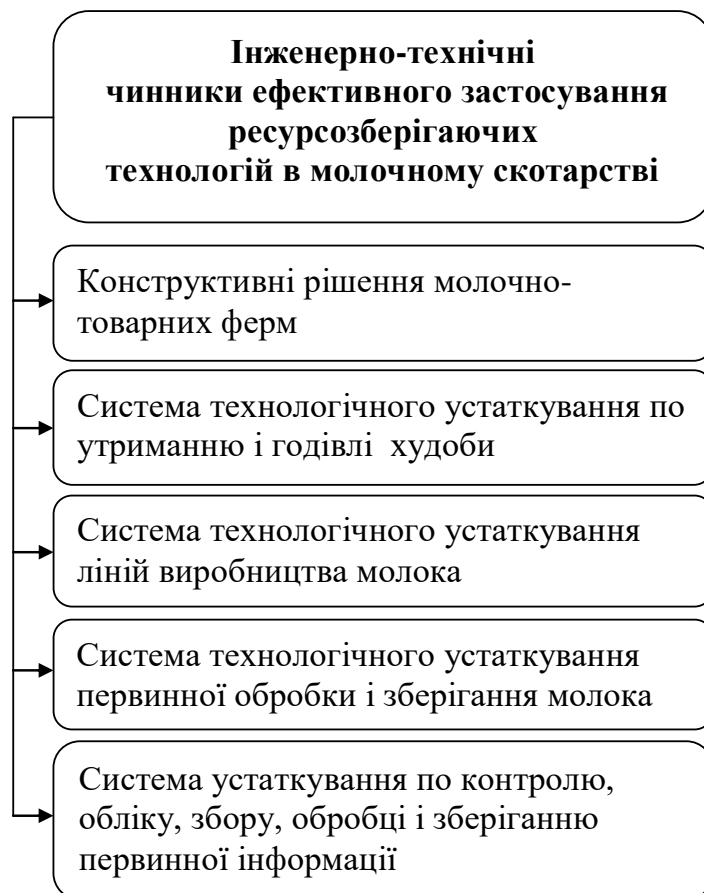 Інженерно-технічні
чинники ефективного застосування
ресурсозберігаючих
технологій в молочному скотарстві
Конструктивні рішення молочно-
товарних ферм
Система технологічного устаткування по
утриманню і годівлі худоби
Система технологічного устаткування
ліній виробництва молока
Система технологічного устаткування
первинної обробки і зберігання молока
Система устаткування по контролю,
обліку, збору, обробці і зберіганню
первинної інформації